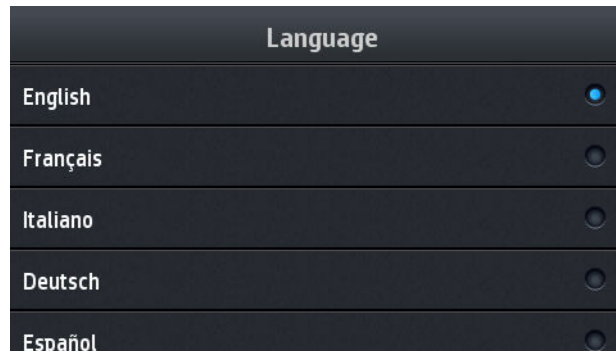 Language
English
Français
Italiano
Deutsch
Español